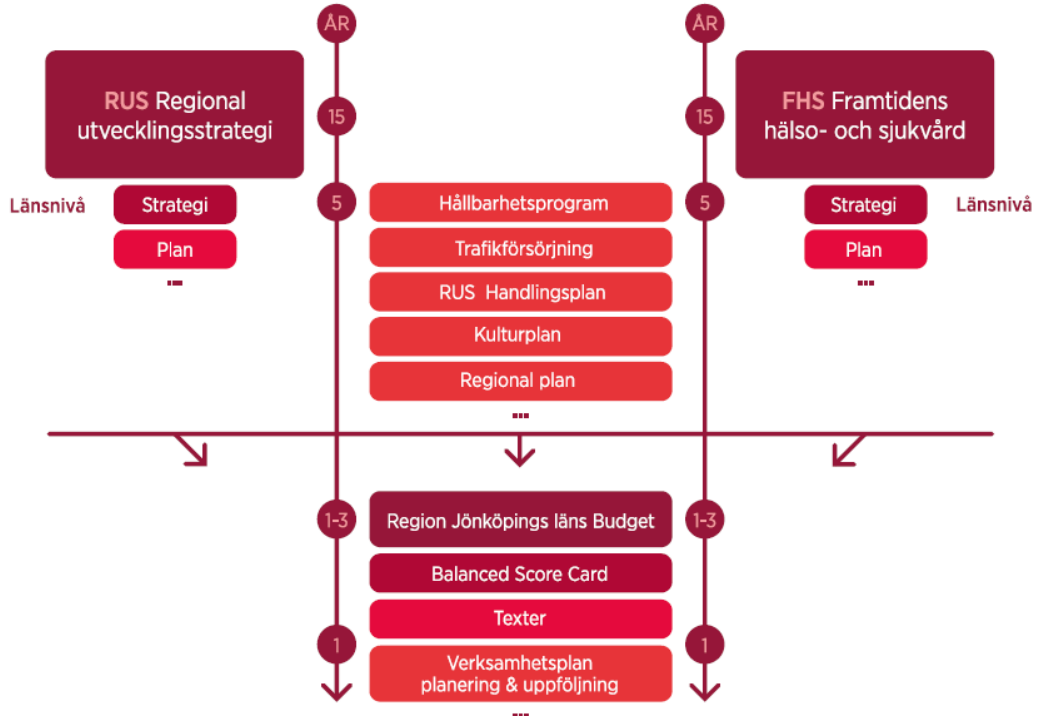 ÅR
ÅR
RUS Regional
utvecklingsstrategi
15
15
FHS Framtidens
hälso- och sjukvård
Länsnivå
Strategi
Plan
...
5
Hållbarhetsprogram
Trafikförsörjning
RUS Handlingsplan
Kulturplan
Regional plan
...
5
Strategi
Plan
...
Länsnivå
1-3
Region Jönköpings läns Budget
1-3
Balanced Score Card
Texter
1
Verksamhetsplan
planering & uppföljning
1
...